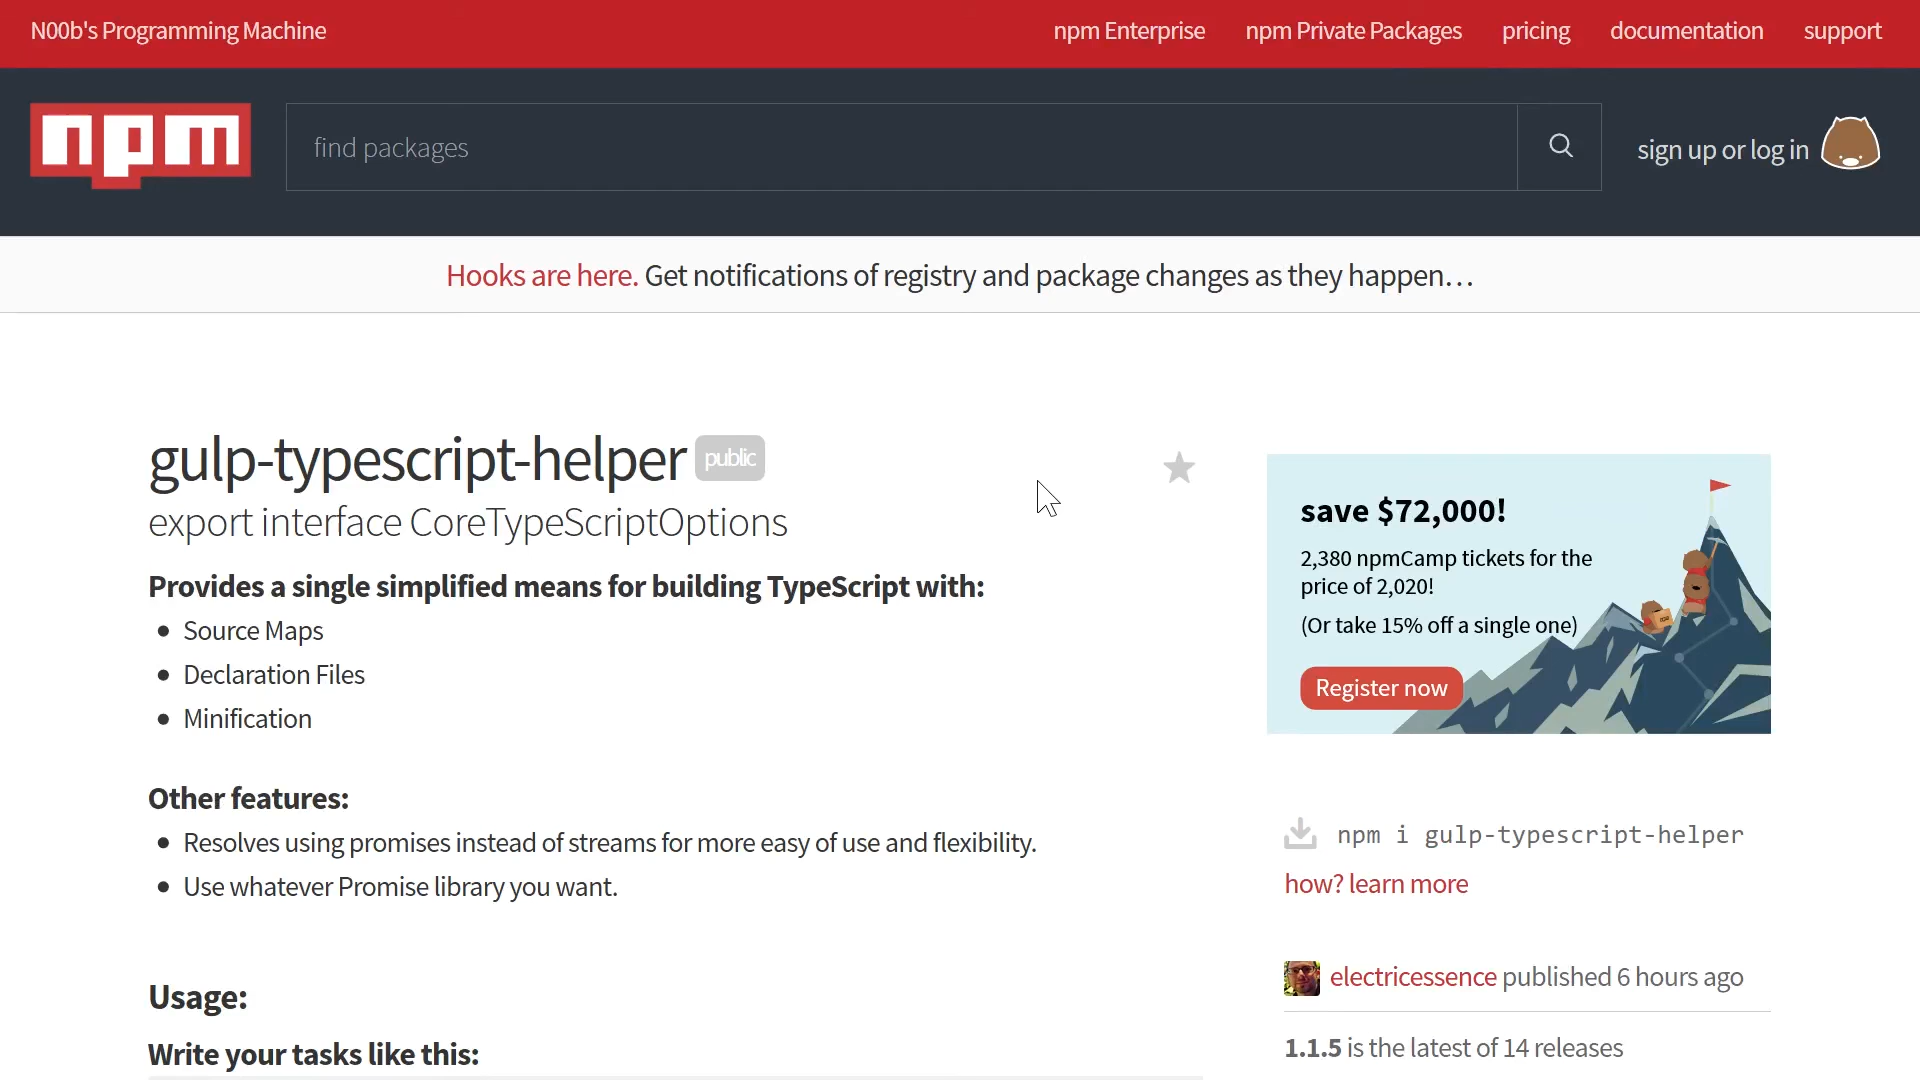 N00b's Programming Machine
npm Enterprise
npm Private Packages
pricing
documentation
support
npm
find packages
sign up or log in
Hooks are here. Get notifications of registry and package changes as they happen…
gulp-typescript-helper public
export interface CoreTypeScriptOptions
Provides a single simplified means for building TypeScript with:
Source Maps
Declaration Files
Minification
Other features:
Resolves using promises instead of streams for more easy of use and flexibility.
Use whatever Promise library you want.
Usage:
Write your tasks like this:
save $72,000!
2,380 npmCamp tickets for the
price of 2,020!
(Or take 15% off a single one)
Register now
npm i gulp-typescript-helper
how? learn more
electricessence published 6 hours ago
1.1.5 is the latest of 14 releases